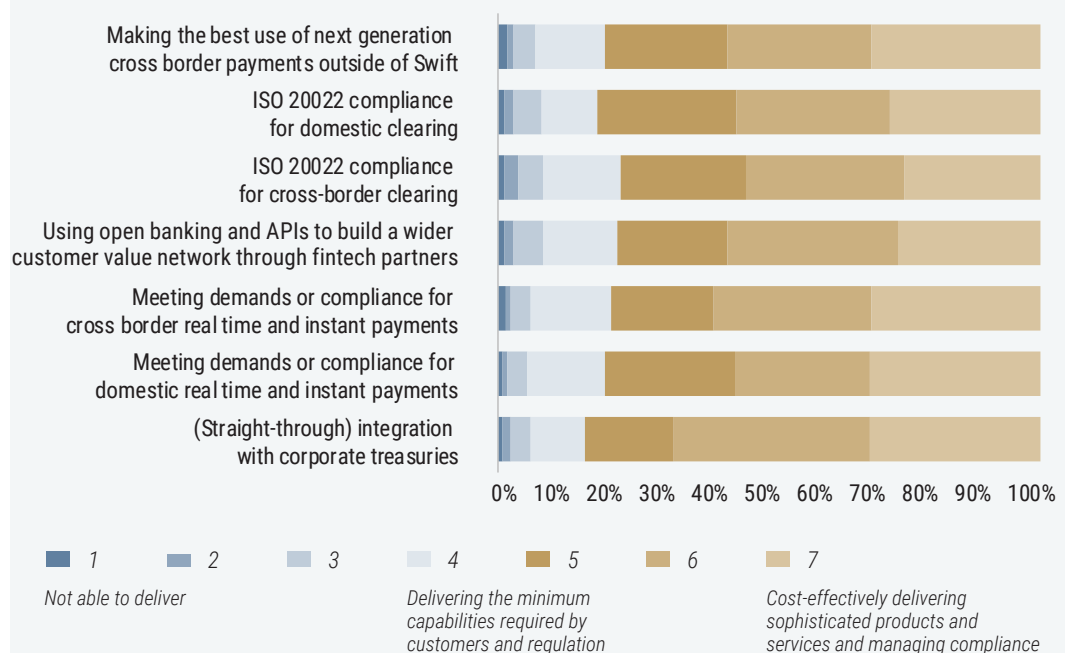 Making the best use of next generation
cross border payments outside of Swift
ISO 20022 compliance
for domestic clearing
ISO 20022 compliance
for cross-border clearing
Using open banking and APIs to build a wider
customer value network through fintech partners
Meeting demands or compliance for
cross border real time and instant payments
Meeting demands or compliance for
domestic real time and instant payments
(Straight-through) integration
with corporate treasuries
0% 10% 20% 30% 40% 50% 60% 70% 80% 90% 100%
1 2 3 4 5 6 7
Not able to deliver
Delivering the minimum
capabilities required by
customers and regulation
Cost-effectively delivering
sophisticated products and
services and managing compliance